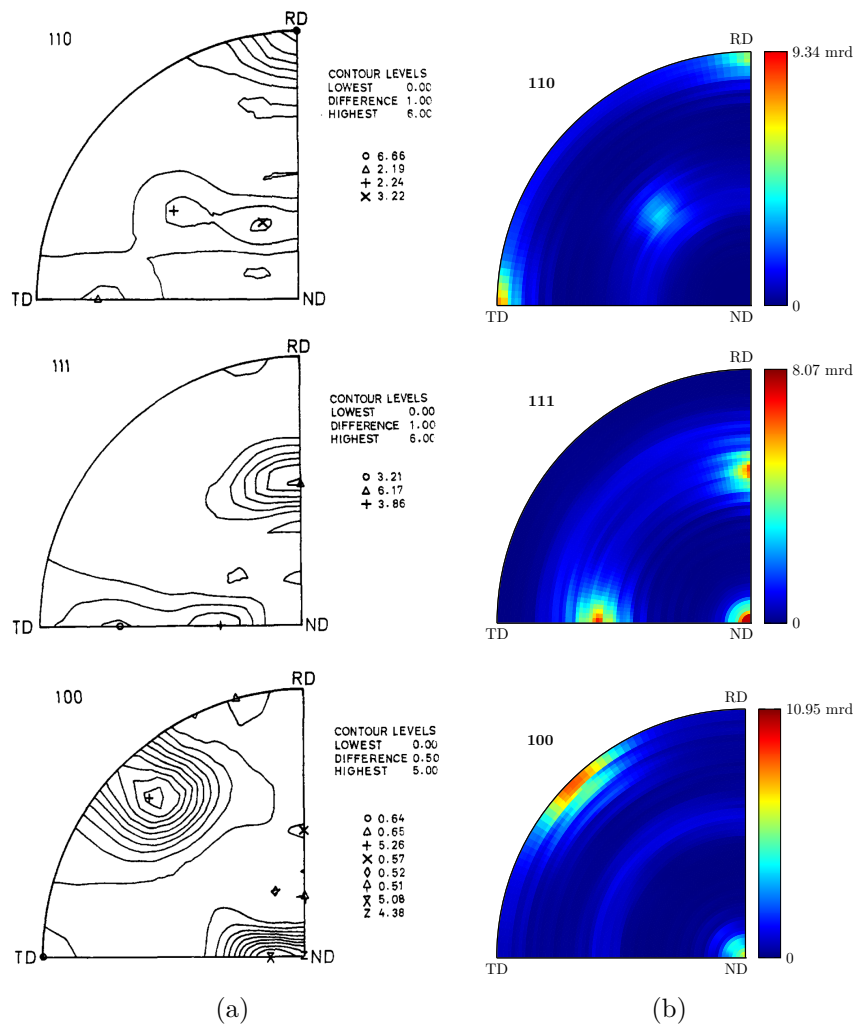 RD
110
CONTOUR LEVELS
LOWEST 0.00
DIFFERENCE 1.00
HIGHEST 6.00
6.66
2.19
2.24
3.22
TD
ND
RD
110
9.34 mrd
0
TD
ND
RD
111
CONTOUR LEVELS
LOWEST 0.00
DIFFERENCE 1.00
HIGHEST 6.00
3.21
6.17
3.86
TD
ND
RD
111
8.07 mrd
0
TD
ND
RD
100
CONTOUR LEVELS
LOWEST 0.00
DIFFERENCE 0.50
HIGHEST 5.00
0.64
0.65
5.26
0.57
0.52
0.51
5.08
Z 4.38
TD
ZND
RD
100
10.95 mrd
0
TD
ND
(a)
(b)